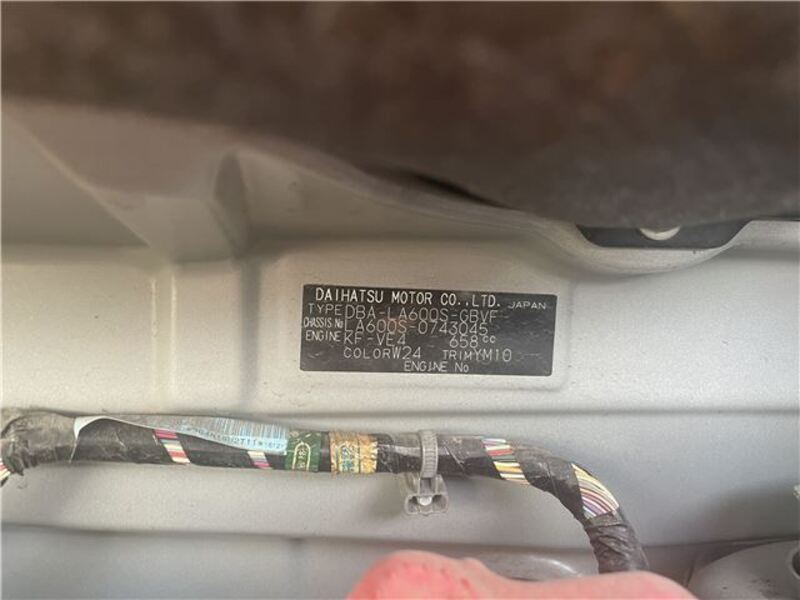 DAIHATSU MOTOR CO.,LTD. JAPAN
TYPE DBA-LA600S-GBVF
CHASSIS No LA600S-0743045
ENGINE KF-VE4 658cc
COLOR W24 TRIM YM10
ENGINE No